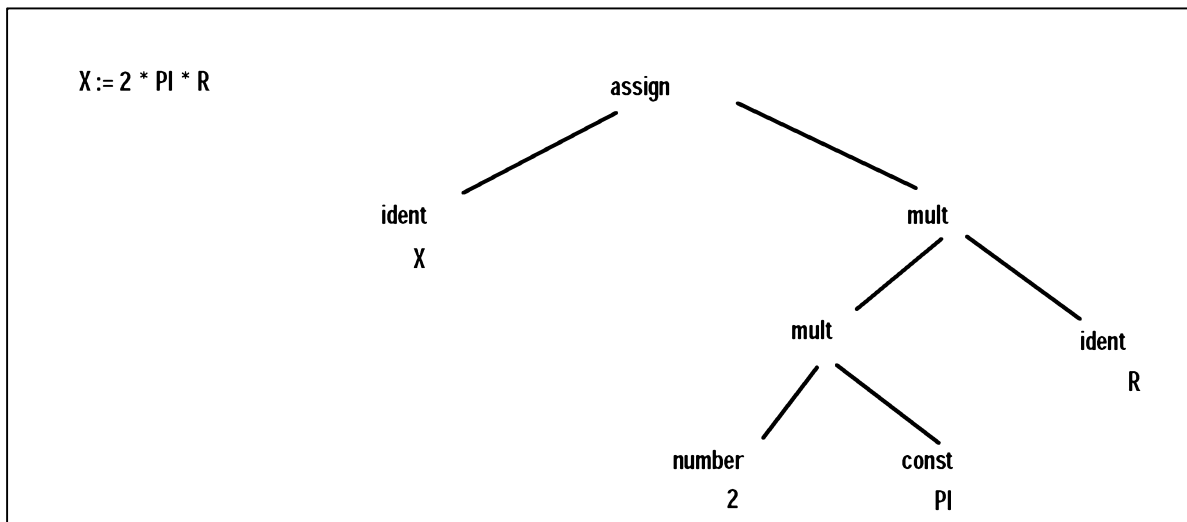 X := 2 * PI * R
assign
ident
X
mult
mult
ident
R
number
2
const
PI